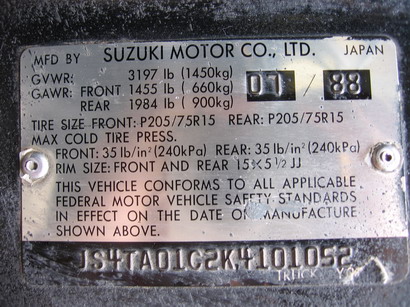 MFD BY SUZUKI MOTOR CO., LTD. JAPAN
GVWR: 3197 lb (1450kg)
GAWR: FRONT 1455 lb ( 660kg) 07 / 88
REAR 1984 lb ( 900kg)
TIRE SIZE FRONT: P205/75R15 REAR: P205/75R15
MAX COLD TIRE PRESS.
FRONT: 35 lb/in² (240kPa) REAR: 35 lb/in² (240kPa)
RIM SIZE: FRONT AND REAR 15X5 1/2 JJ
THIS VEHICLE CONFORMS TO ALL APPLICABLE
FEDERAL MOTOR VEHICLE SAFETY STANDARDS
IN EFFECT ON THE DATE OF MANUFACTURE
SHOWN ABOVE.
JS4TA01C2K4101052
TRUCK